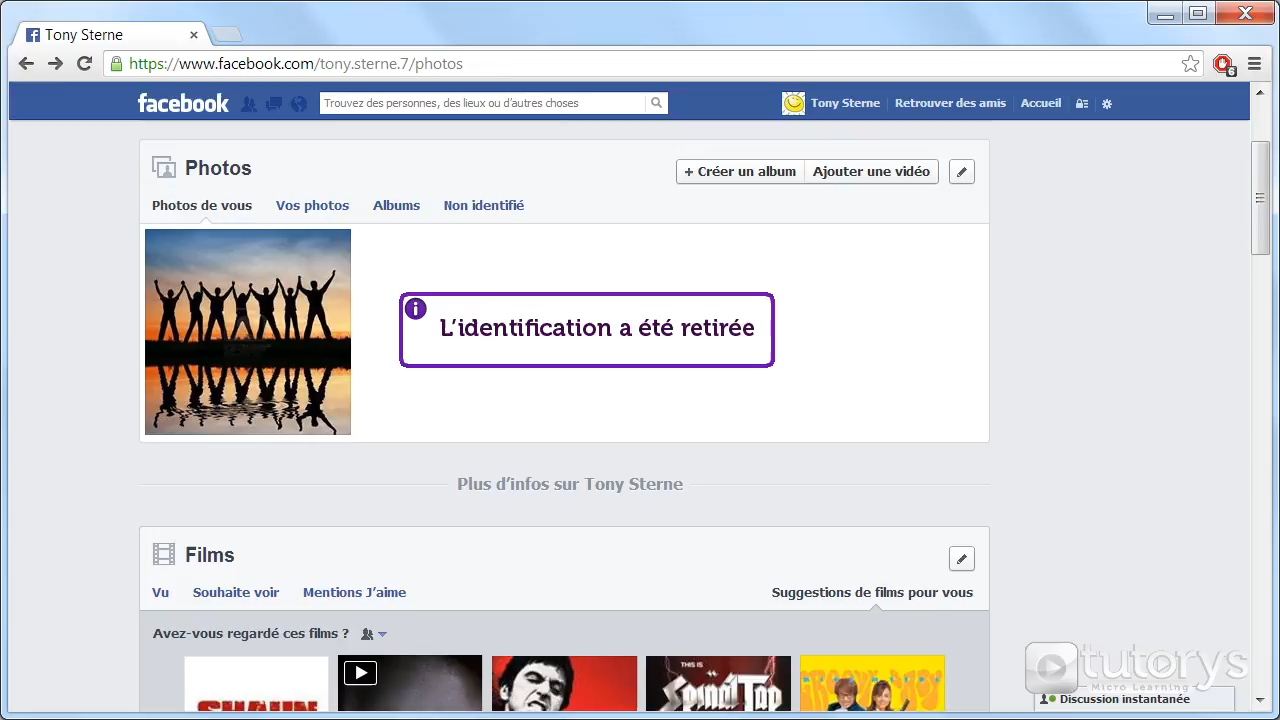 Tony Sterne
https://www.facebook.com/tony.sterne.7/photos
6
facebook
Trouvez des personnes, des lieux ou d'autres choses
Tony Sterne
Retrouver des amis
Accueil
Photos
+ Créer un album
Ajouter une vidéo
Photos de vous
Vos photos
Albums
Non identifié
i
L'identification a été retirée
Plus d'infos sur Tony Sterne
Films
Vu
Souhaite voir
Mentions J'aime
Suggestions de films pour vous
Avez-vous regardé ces films ?
SHAUN
THIS IS
Spinal Tap
tutorys
Micro Learning
Discussion instantanée